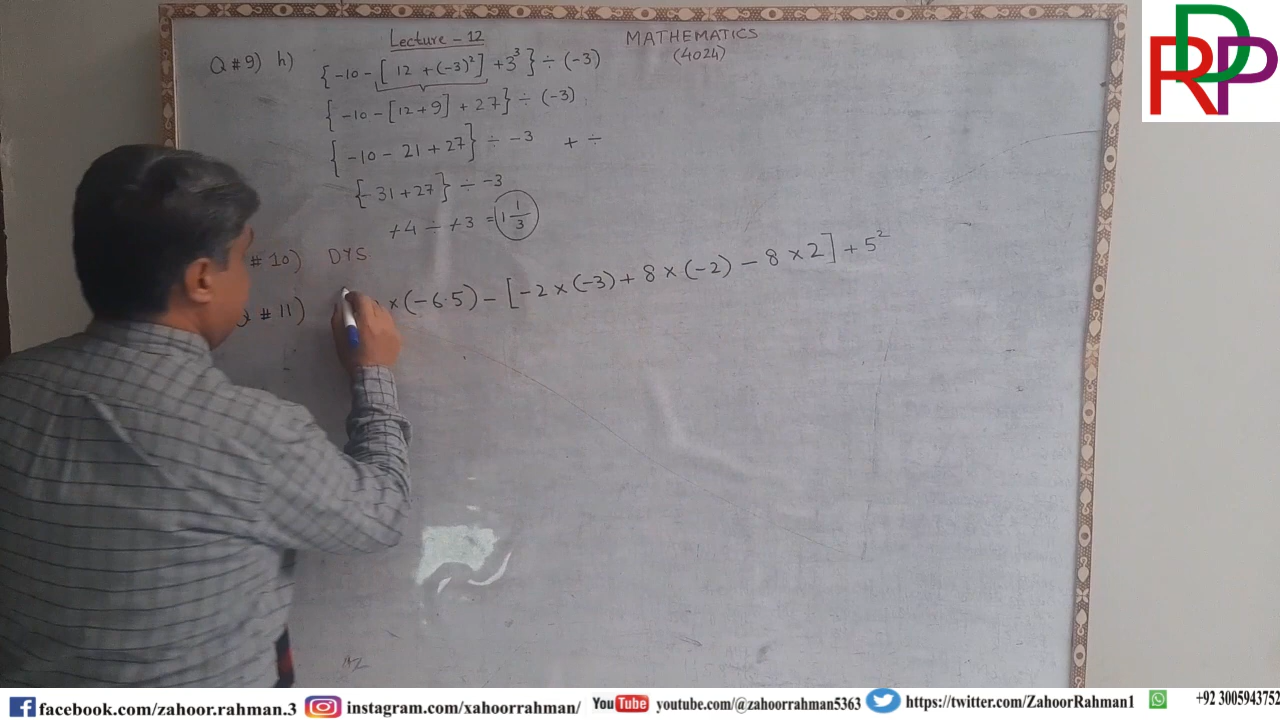 Lecture - 12
MATHEMATICS
(4024)
RDP
Q # 9) h) {-10 - [12 + (-3)²] + 3³} ÷ (-3)
{-10 - [12 + 9] + 27} ÷ (-3)
{-10 - 21 + 27} ÷ -3 + ÷
{-31 + 27} ÷ -3
-4 ÷ -3 = 1 1/3
# 10) DYS
# 11) × (-6.5) - [-2 × (-3) + 8 × (-2) - 8 × 2] + 5²
facebook.com/zahoor.rahman.3 instagram.com/zahoorrahman/ YouTube youtube.com/@zahoorrahman5363 https://twitter.com/ZahoorRahman1 +92 3005943752